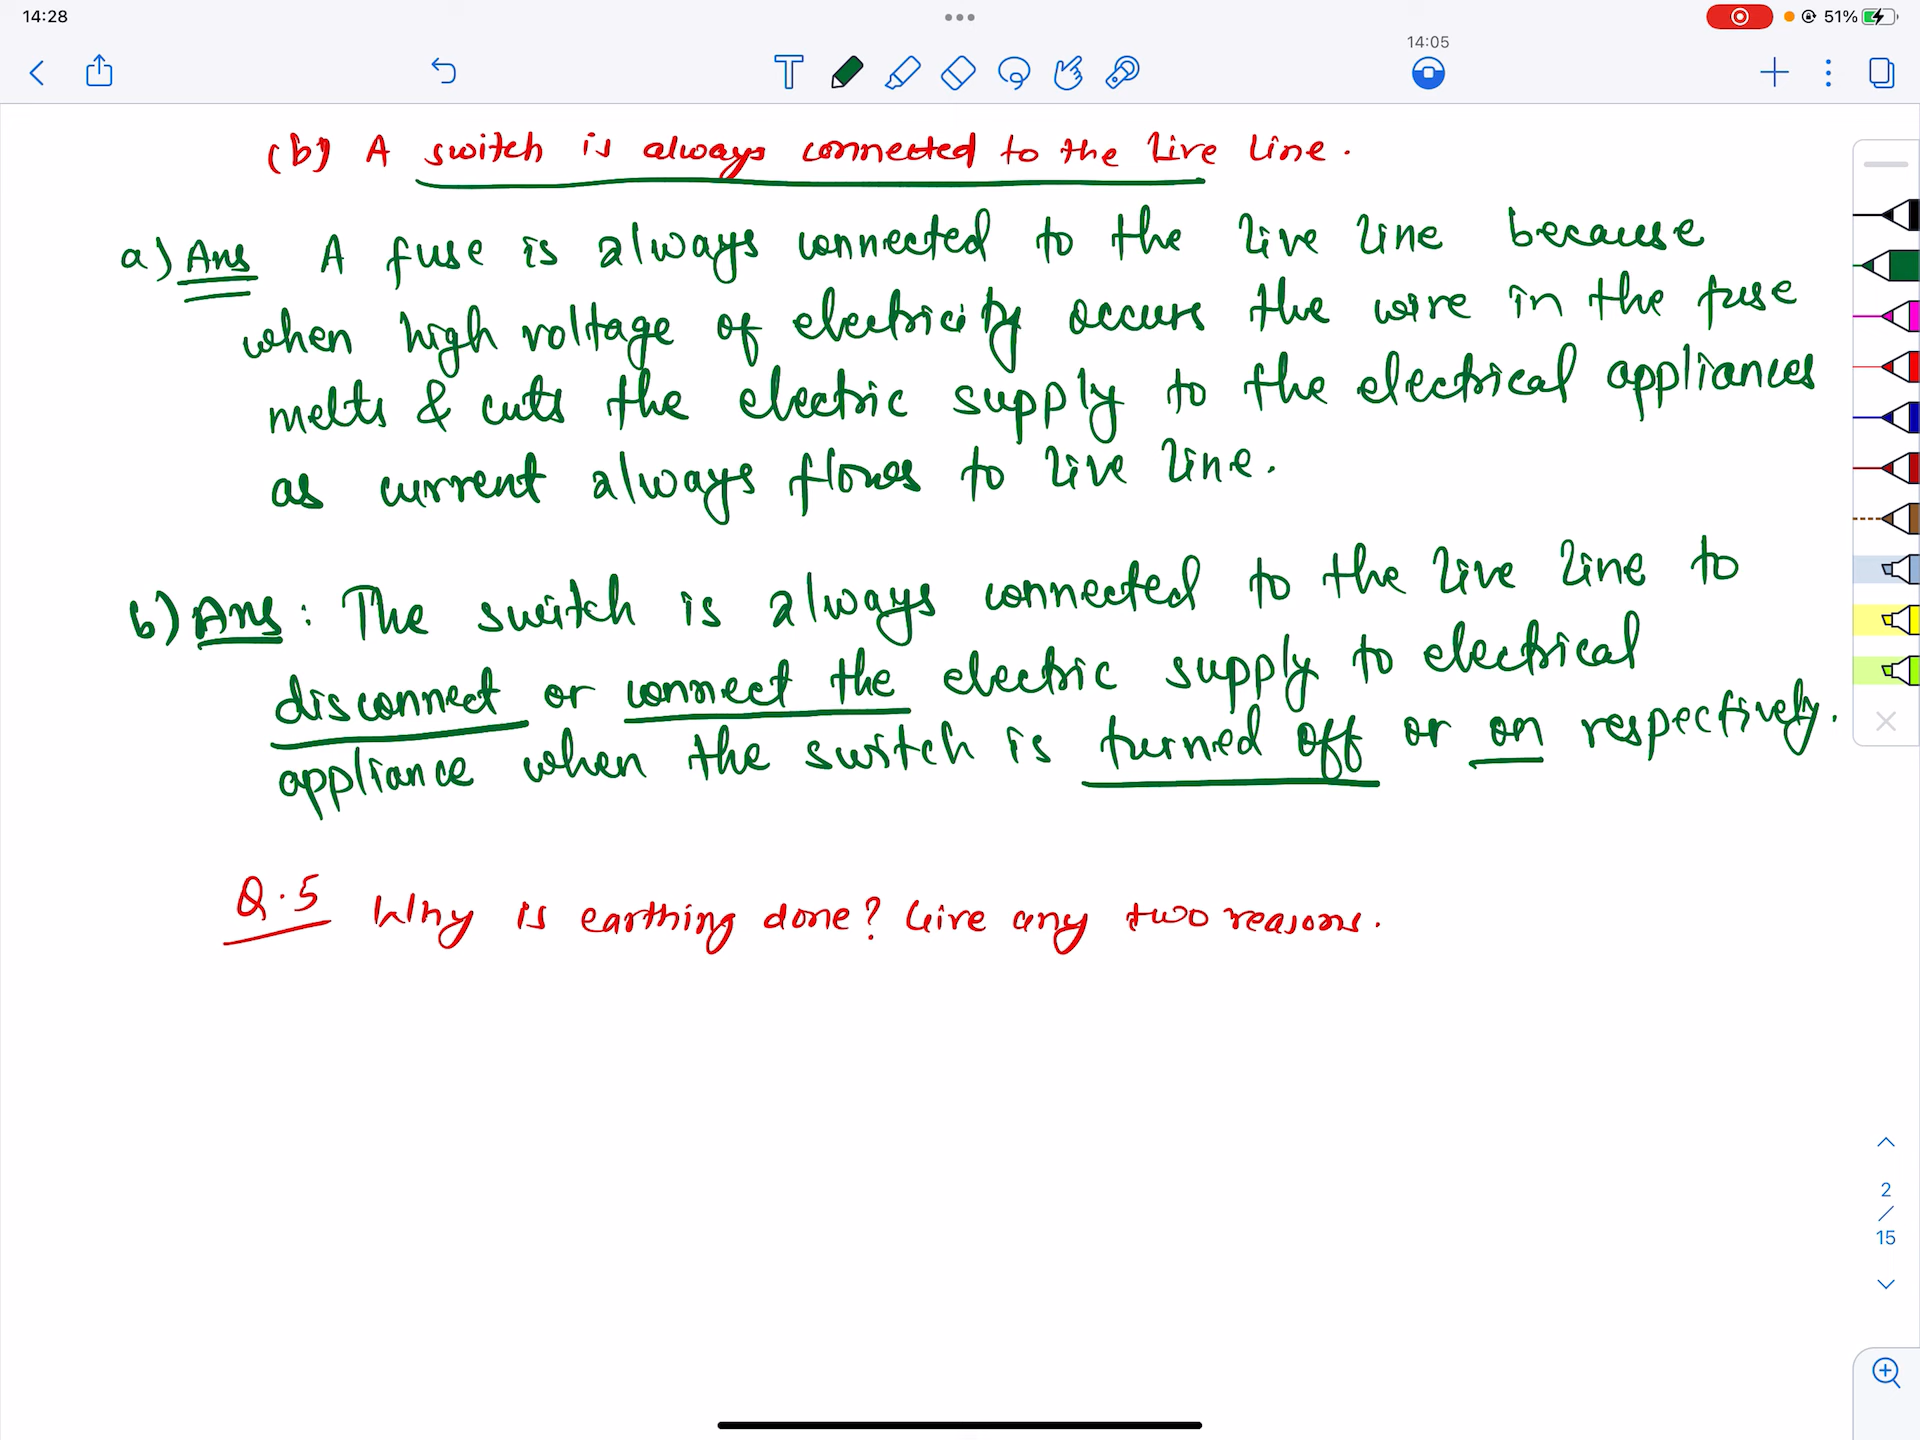 14:28
51%
14:05
(b) A switch is always connected to the Live Line.
a) Ans A fuse is always connected to the live line because
when high voltage of electricity occurs the wire in the fuse
melts & cuts the electric supply to the electrical appliances
as current always flows to live line.
b) Ans: The switch is always connected to the live line to
disconnect or connect the electric supply to electrical
appliance when the switch is turned off or on respectively.
Q.5 Why is earthing done? Give any two reasons.
2
/
15